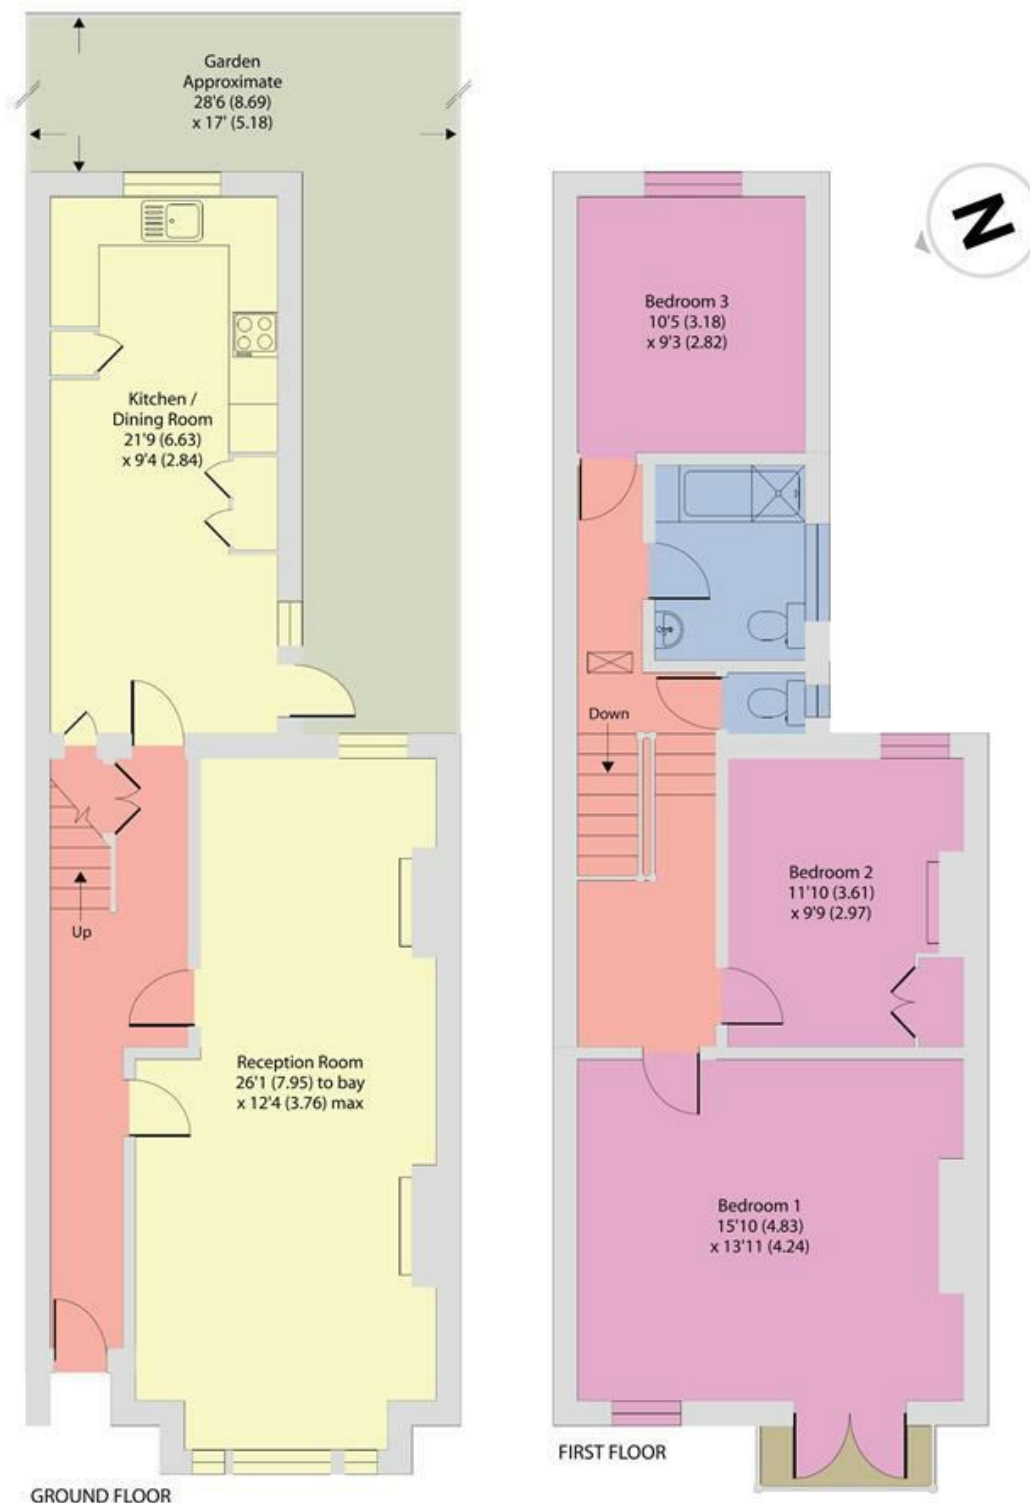 Garden
Approximate
28'6 (8.69)
x 17' (5.18)
N
Kitchen /
Dining Room
21'9 (6.63)
x 9'4 (2.84)
Up
Reception Room
26'1 (7.95) to bay
x 12'4 (3.76) max
GROUND FLOOR
Bedroom 3
10'5 (3.18)
x 9'3 (2.82)
Down
Bedroom 2
11'10 (3.61)
x 9'9 (2.97)
Bedroom 1
15'10 (4.83)
x 13'11 (4.24)
FIRST FLOOR